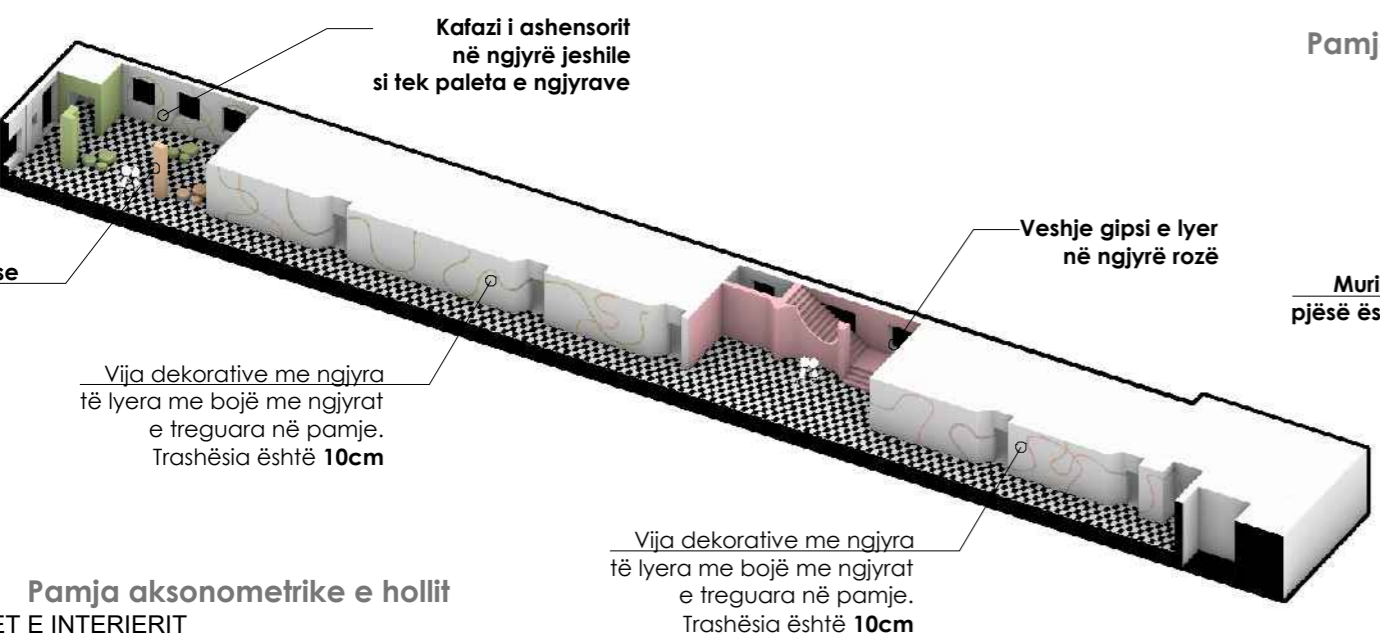 Kafazi i ashensorit
në ngjyrë jeshile
si tek paleta e ngjyrave
Pamj
Veshje gipsi e lyer
në ngjyrë rozë
se
Muri
pjësë ës
Vija dekorative me ngjyra
të lyera me bojë me ngjyrat
e treguara në pamje.
Trashësia është 10cm
Vija dekorative me ngjyra
të lyera me bojë me ngjyrat
e treguara në pamje.
Trashësia është 10cm
Pamja aksonometrike e hollit
ET E INTERIERIT